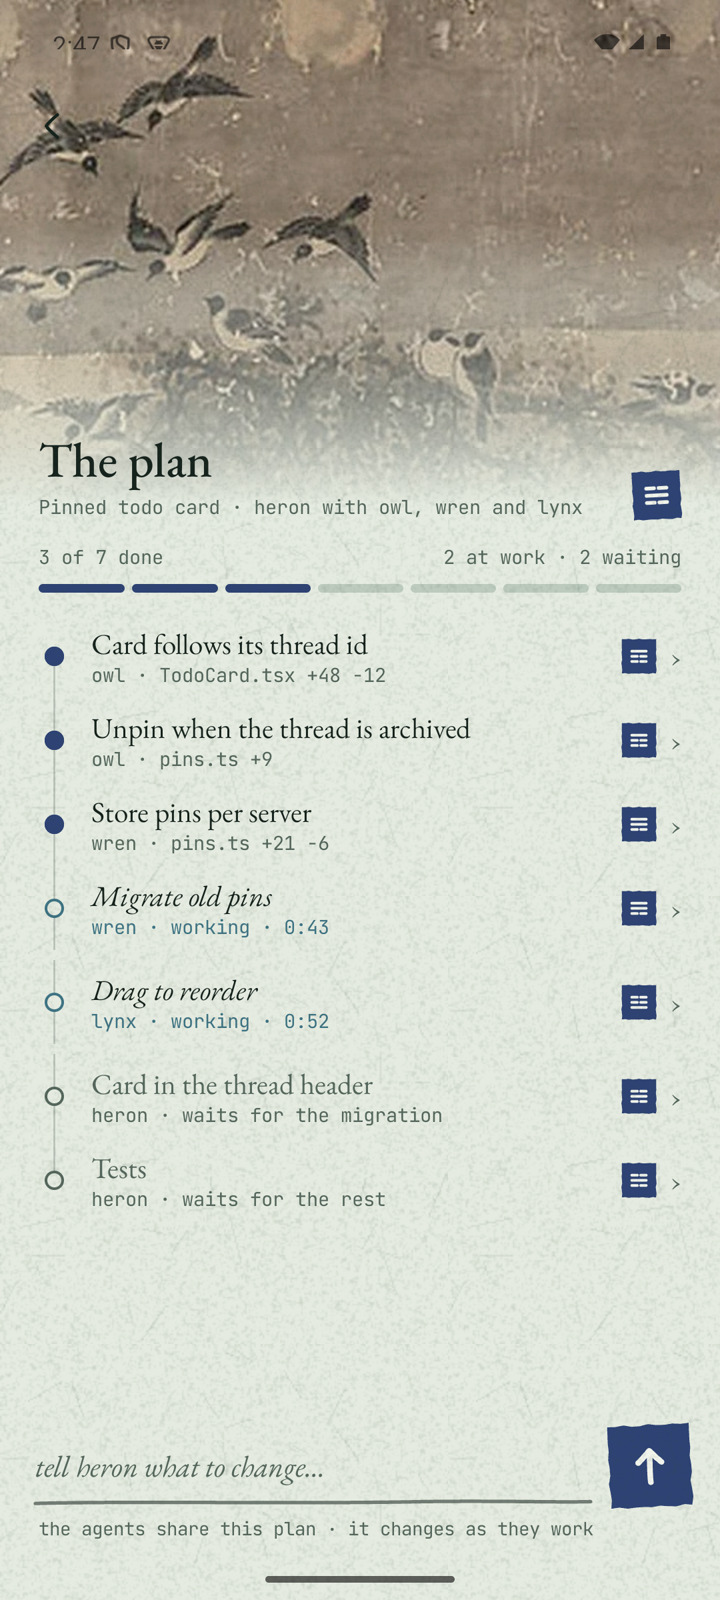 2:47
The plan
Pinned todo card · heron with owl, wren and lynx
3 of 7 done
2 at work · 2 waiting
Card follows its thread id
owl · TodoCard.tsx +48 -12
Unpin when the thread is archived
owl · pins.ts +9
Store pins per server
wren · pins.ts +21 -6
Migrate old pins
wren · working · 0:43
Drag to reorder
lynx · working · 0:52
Card in the thread header
heron · waits for the migration
Tests
heron · waits for the rest
tell heron what to change...
the agents share this plan · it changes as they work